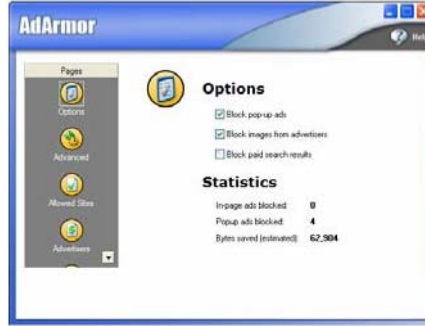 AdArmor
Help
Pages
Options
Advanced
Allowed Sites
Advertisers
Options
Block pop-up ads
Block images from advertisers
Block paid search results
Statistics
In-page ads blocked: 0
Popup ads blocked: 4
Bytes saved (estimated): 62,904